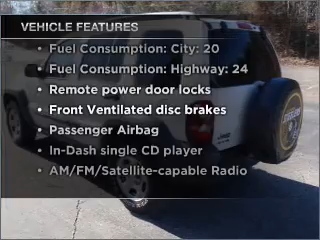 VEHICLE FEATURES
• Fuel Consumption: City: 20
• Fuel Consumption: Highway: 24
• Remote power door locks
• Front Ventilated disc brakes
• Passenger Airbag
• In-Dash single CD player
• AM/FM/Satellite-capable Radio
Jeep